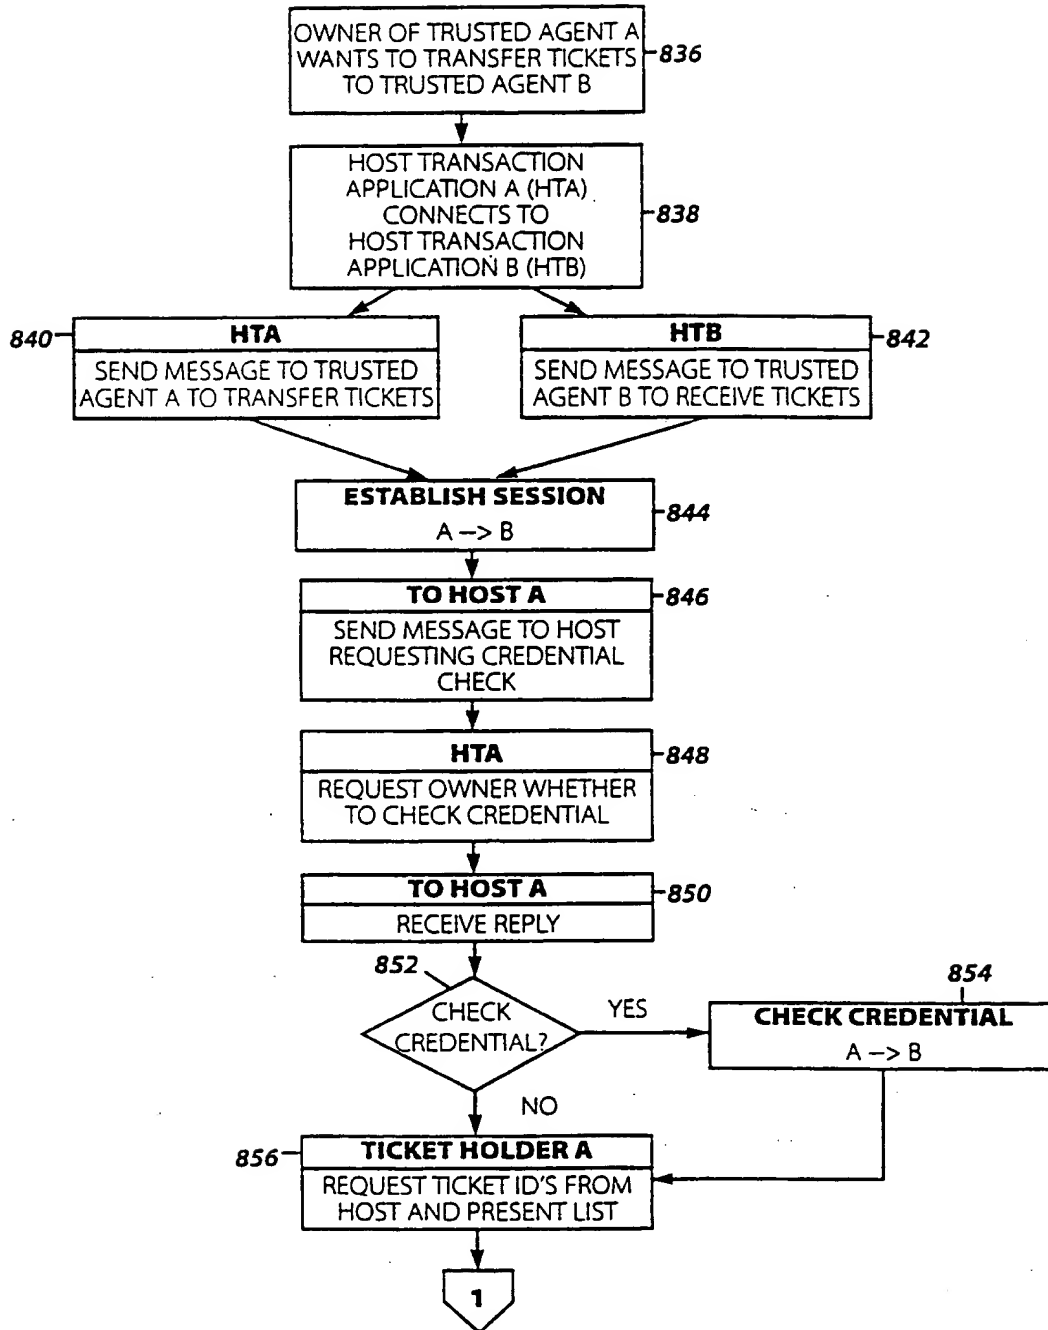 OWNER OF TRUSTED AGENT A
WANTS TO TRANSFER TICKETS
TO TRUSTED AGENT B
836
HOST TRANSACTION
APPLICATION A (HTA)
CONNECTS TO
HOST TRANSACTION
APPLICATION B (HTB)
838
840
HTA
SEND MESSAGE TO TRUSTED
AGENT A TO TRANSFER TICKETS
HTB
SEND MESSAGE TO TRUSTED
AGENT B TO RECEIVE TICKETS
842
ESTABLISH SESSION
A —> B
844
TO HOST A
SEND MESSAGE TO HOST
REQUESTING CREDENTIAL
CHECK
846
HTA
REQUEST OWNER WHETHER
TO CHECK CREDENTIAL
848
TO HOST A
RECEIVE REPLY
850
852
CHECK
CREDENTIAL?
YES
854
CHECK CREDENTIAL
A —> B
NO
856
TICKET HOLDER A
REQUEST TICKET ID'S FROM
HOST AND PRESENT LIST
1